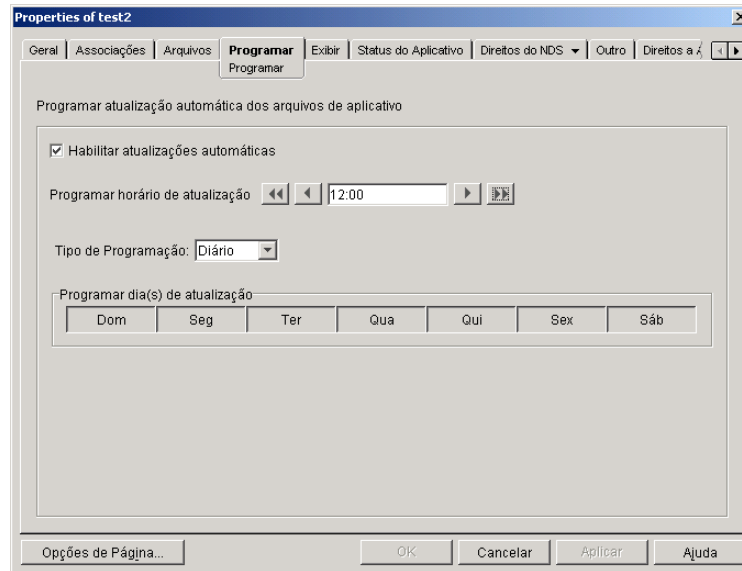 Properties of test2
Geral Associações Arquivos Programar Exibir Status do Aplicativo Direitos do NDS Outro Direitos a
Programar
Programar atualização automática dos arquivos de aplicativo
Habilitar atualizações automáticas
Programar horário de atualização 12:00
Tipo de Programação: Diário
Programar dia(s) de atualização
Dom Seg Ter Qua Qui Sex Sáb
Opções de Página... OK Cancelar Aplicar Ajuda